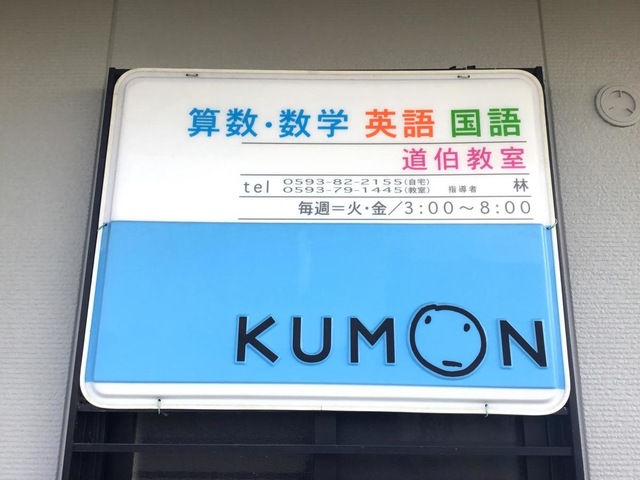 算数・数学 英語 国語
道伯教室
tel 0593-82-2155(自宅)
0593-79-1445(教室) 指導者 林
毎週=火・金/3:00～8:00
KUMON